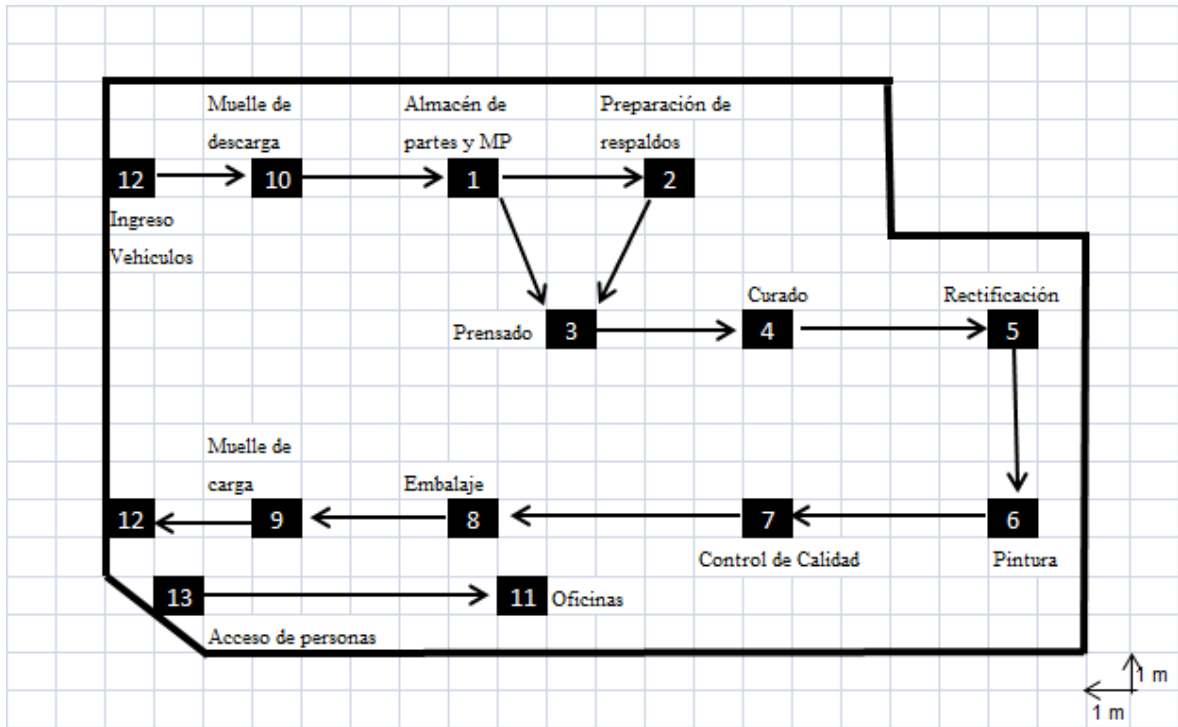 Muelle de
descarga
Almacén de
partes y MP
Preparación de
respaldos
12
10
1
2
Ingreso
Vehiculos
Prensado
3
Curado
4
Rectificación
5
Muelle de
carga
Embalaje
12
9
8
7
6
Control de Calidad
Pintura
13
11
Oficinas
Acceso de personas
1 m
1 m